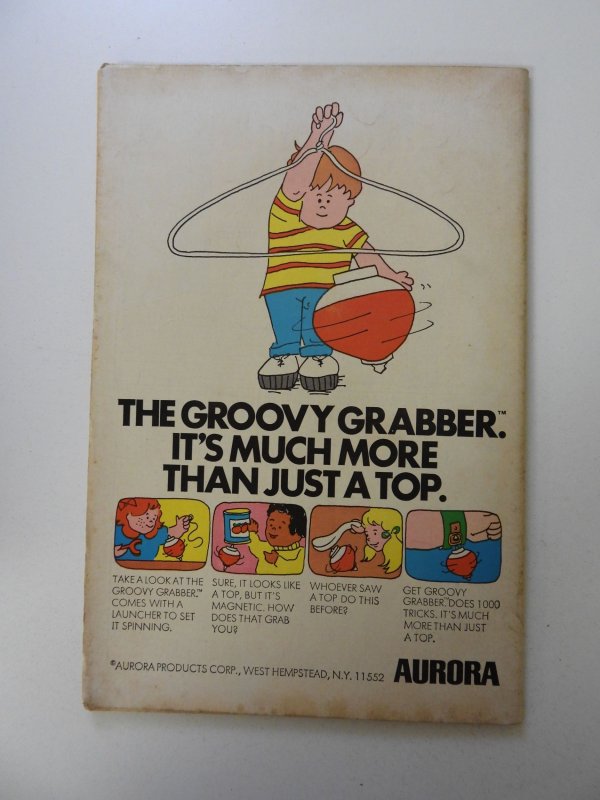 THE GROOVY GRABBER.™
IT'S MUCH MORE
THAN JUST A TOP.
TAKE A LOOK AT THE
GROOVY GRABBER.™
COMES WITH A
LAUNCHER TO SET
IT SPINNING.
SURE, IT LOOKS LIKE
A TOP, BUT IT'S
MAGNETIC. HOW
DOES THAT GRAB
YOU?
WHOEVER SAW
A TOP DO THIS
BEFORE?
GET GROOVY
GRABBER. DOES 1000
TRICKS. IT'S MUCH
MORE THAN JUST
A TOP.
©AURORA PRODUCTS CORP., WEST HEMPSTEAD, N.Y. 11552
AURORA